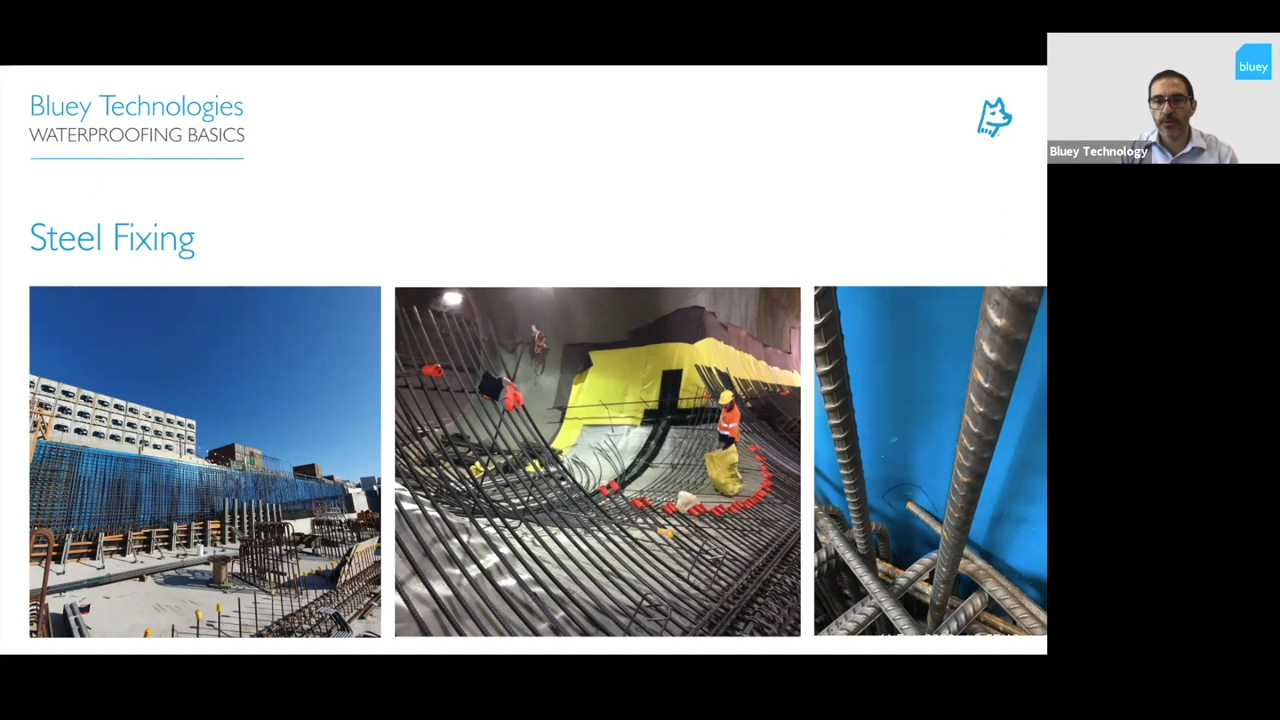 Bluey Technologies
WATERPROOFING BASICS
Steel Fixing
bluey
Bluey Technology